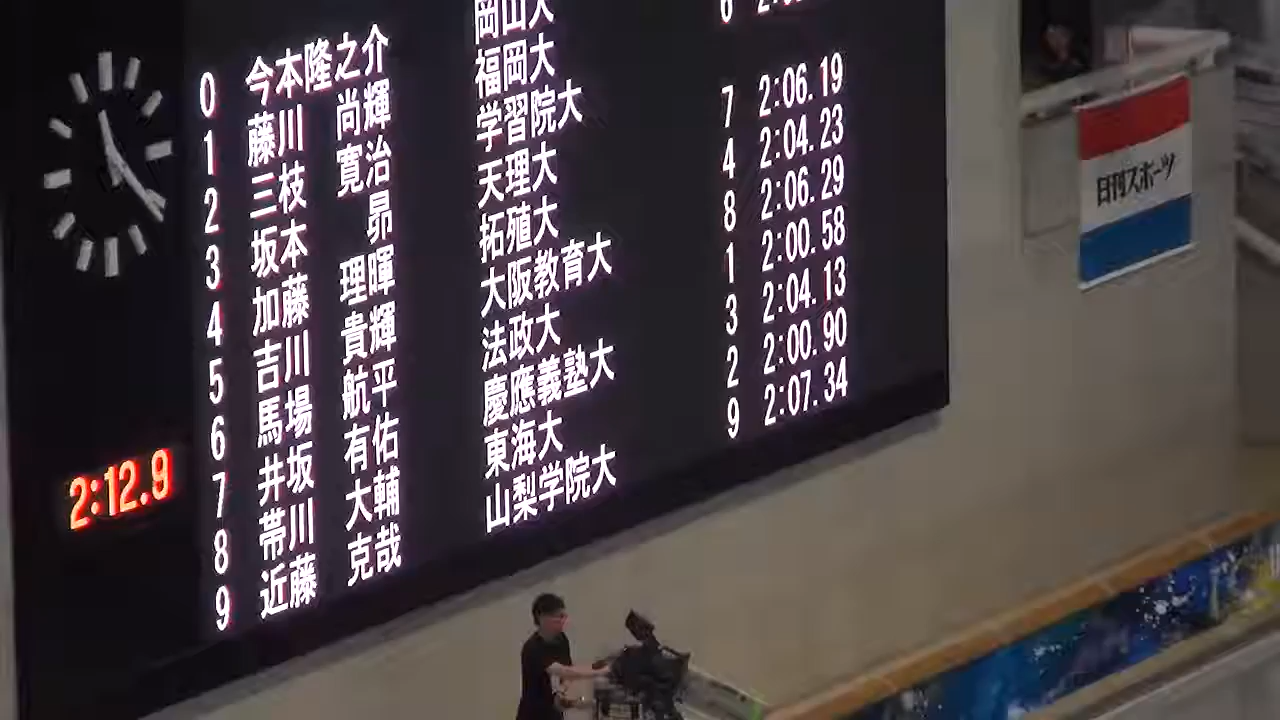 0 今本隆之介 岡山大
1 藤川 尚輝 福岡大 6
2 三枝 寛治 学習院大
3 坂本 昴 天理大 7 2:06.19
4 加藤 理暉 拓殖大 4 2:04.23
5 吉川 貴輝 大阪教育大 8 2:06.29
6 馬場 航平 法政大 1 2:00.58
7 井坂 有佑 慶應義塾大 3 2:04.13
8 帯川 大輔 東海大 2 2:00.90
9 近藤 克哉 山梨学院大 9 2:07.34
2:12.9
日刊スポーツ